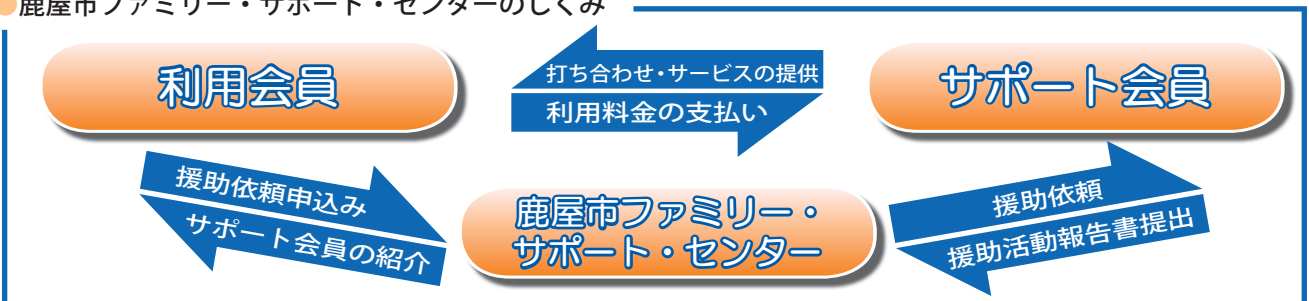 ●鹿屋市ファミリー・サポート・センターのしくみ
利用会員
打ち合わせ・サービスの提供
利用料金の支払い
サポート会員
援助依頼申込み
サポート会員の紹介
鹿屋市ファミリー・
サポート・センター
援助依頼
援助活動報告書提出